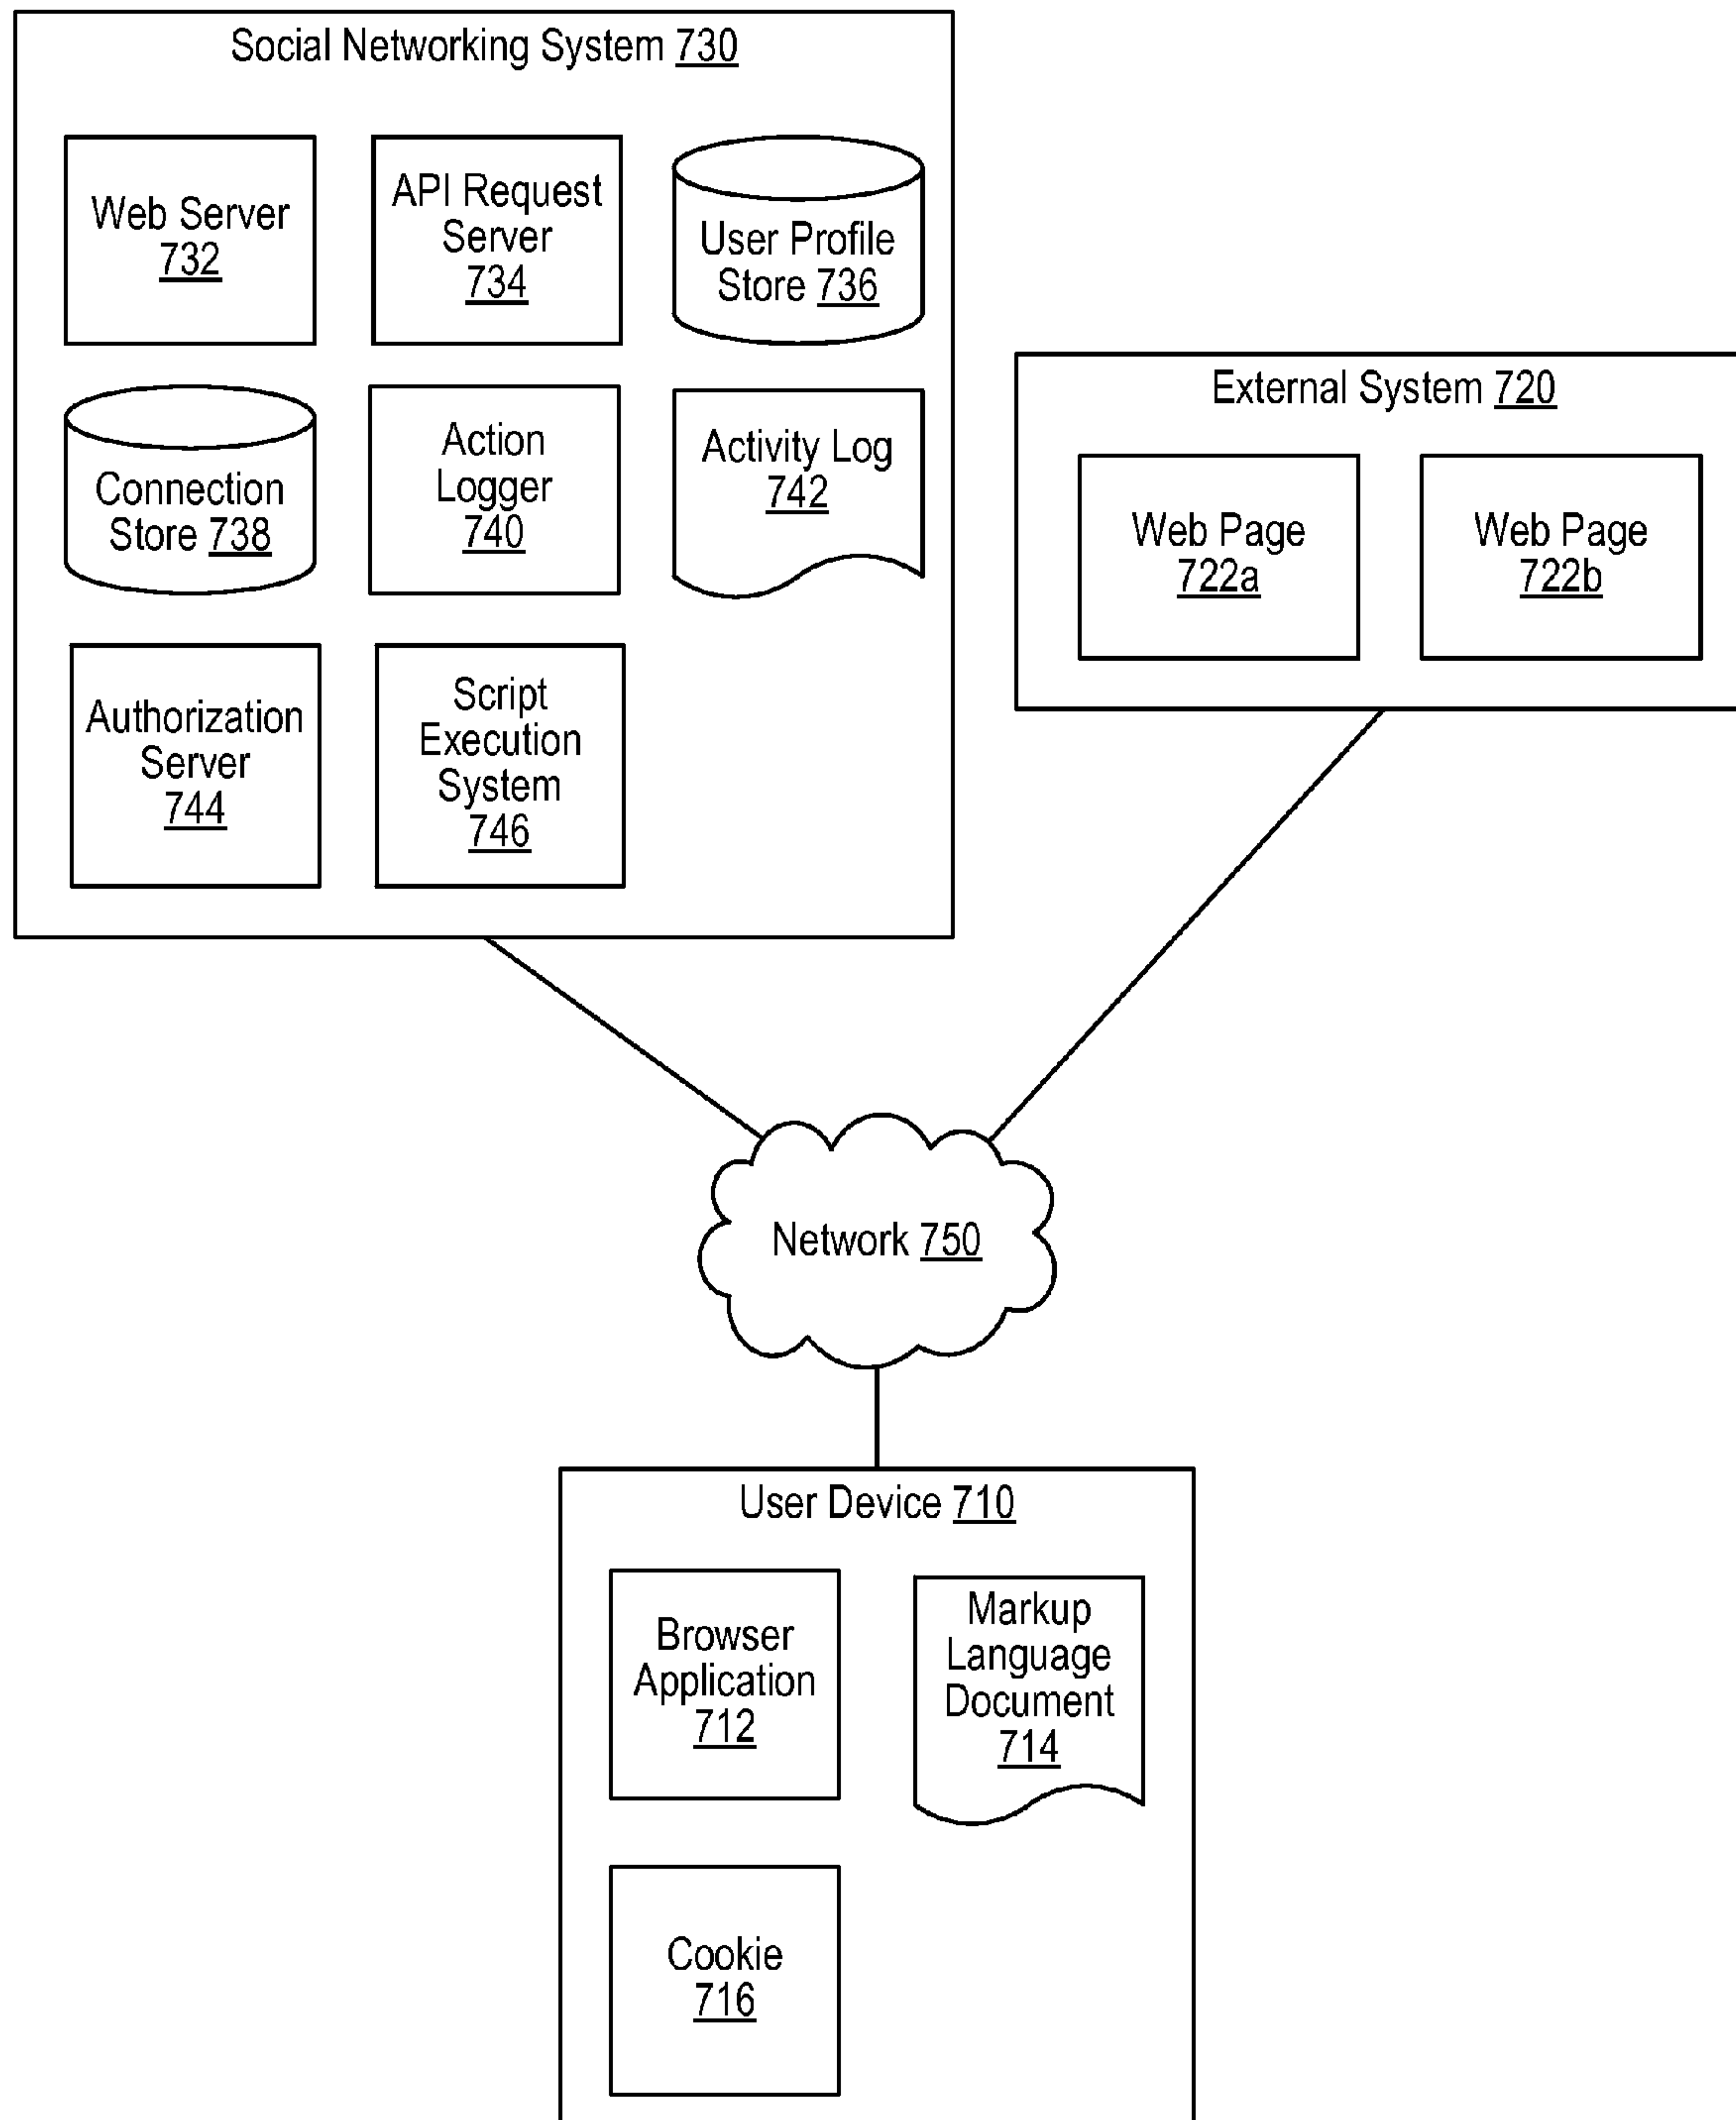 Social Networking System 730
Web Server
732
API Request
Server
734
User Profile
Store 736
Connection
Store 738
Action
Logger
740
Activity Log
742
Authorization
Server
744
Script
Execution
System
746
External System 720
Web Page
722a
Web Page
722b
Network 750
User Device 710
Browser
Application
712
Markup
Language
Document
714
Cookie
716